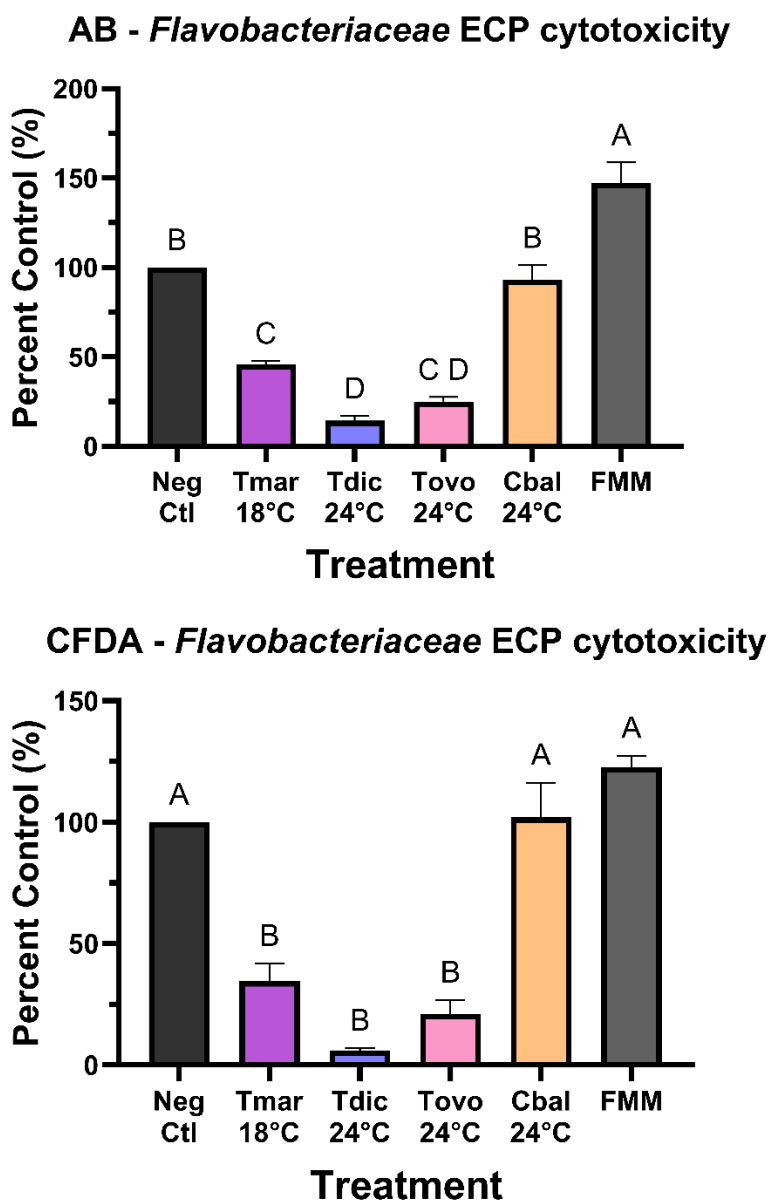 AB - Flavobacteriaceae ECP cytotoxicity
Percent Control (%)
200
150
100
50
0
B
C
D
C D
B
A
Neg Tmar Tdic Tovo Cbal FMM
Ctl 18°C 24°C 24°C 24°C
Treatment
CFDA - Flavobacteriaceae ECP cytotoxicity
Percent Control (%)
150
100
50
0
A
B
B
B
A
A
Neg Tmar Tdic Tovo Cbal FMM
Ctl 18°C 24°C 24°C 24°C
Treatment